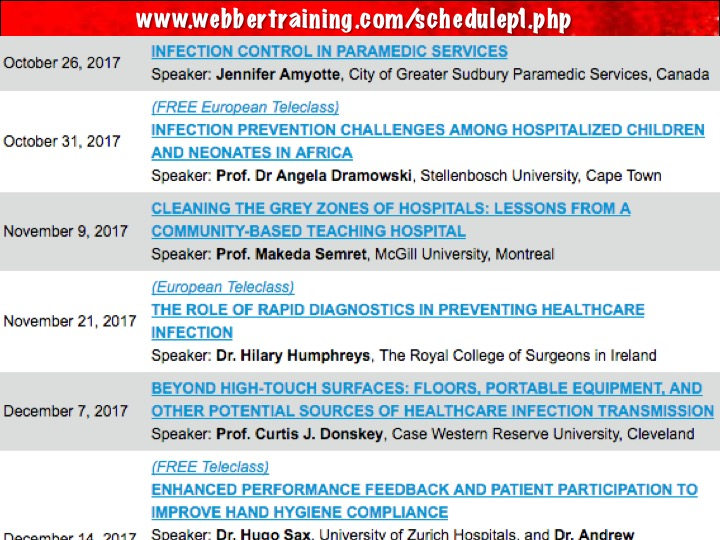 www.webbertraining.com/schedulep1.php
October 26, 2017
INFECTION CONTROL IN PARAMEDIC SERVICES
Speaker: Jennifer Amyotte, City of Greater Sudbury Paramedic Services, Canada
October 31, 2017
(FREE European Teleclass)
INFECTION PREVENTION CHALLENGES AMONG HOSPITALIZED CHILDREN
AND NEONATES IN AFRICA
Speaker: Prof. Dr Angela Dramowski, Stellenbosch University, Cape Town
November 9, 2017
CLEANING THE GREY ZONES OF HOSPITALS: LESSONS FROM A
COMMUNITY-BASED TEACHING HOSPITAL
Speaker: Prof. Makeda Semret, McGill University, Montreal
November 21, 2017
(European Teleclass)
THE ROLE OF RAPID DIAGNOSTICS IN PREVENTING HEALTHCARE
INFECTION
Speaker: Dr. Hilary Humphreys, The Royal College of Surgeons in Ireland
December 7, 2017
BEYOND HIGH-TOUCH SURFACES: FLOORS, PORTABLE EQUIPMENT, AND
OTHER POTENTIAL SOURCES OF HEALTHCARE INFECTION TRANSMISSION
Speaker: Prof. Curtis J. Donskey, Case Western Reserve University, Cleveland
(FREE Teleclass)
ENHANCED PERFORMANCE FEEDBACK AND PATIENT PARTICIPATION TO
IMPROVE HAND HYGIENE COMPLIANCE
December 14, 2017
Speaker: Dr. Hugo Sax, University of Zurich Hospitals, and Dr. Andrew